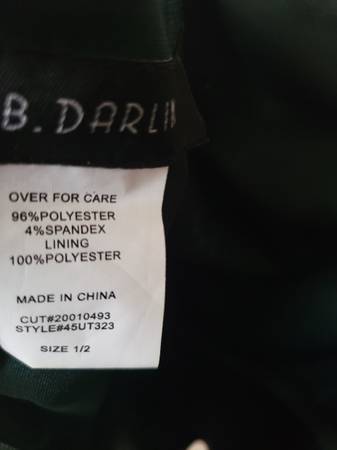 B. DARLIN
OVER FOR CARE
96%POLYESTER
4%SPANDEX
LINING
100%POLYESTER
MADE IN CHINA
CUT#20010493
STYLE#45UT323
SIZE 1/2